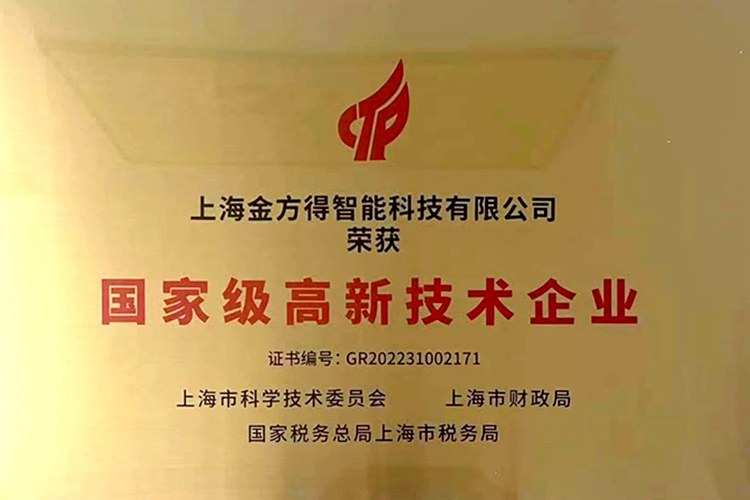 CTP
上海金方得智能科技有限公司
荣获
国家级高新技术企业
证书编号：GR202231002171
上海市科学技术委员会 上海市财政局
国家税务总局上海市税务局